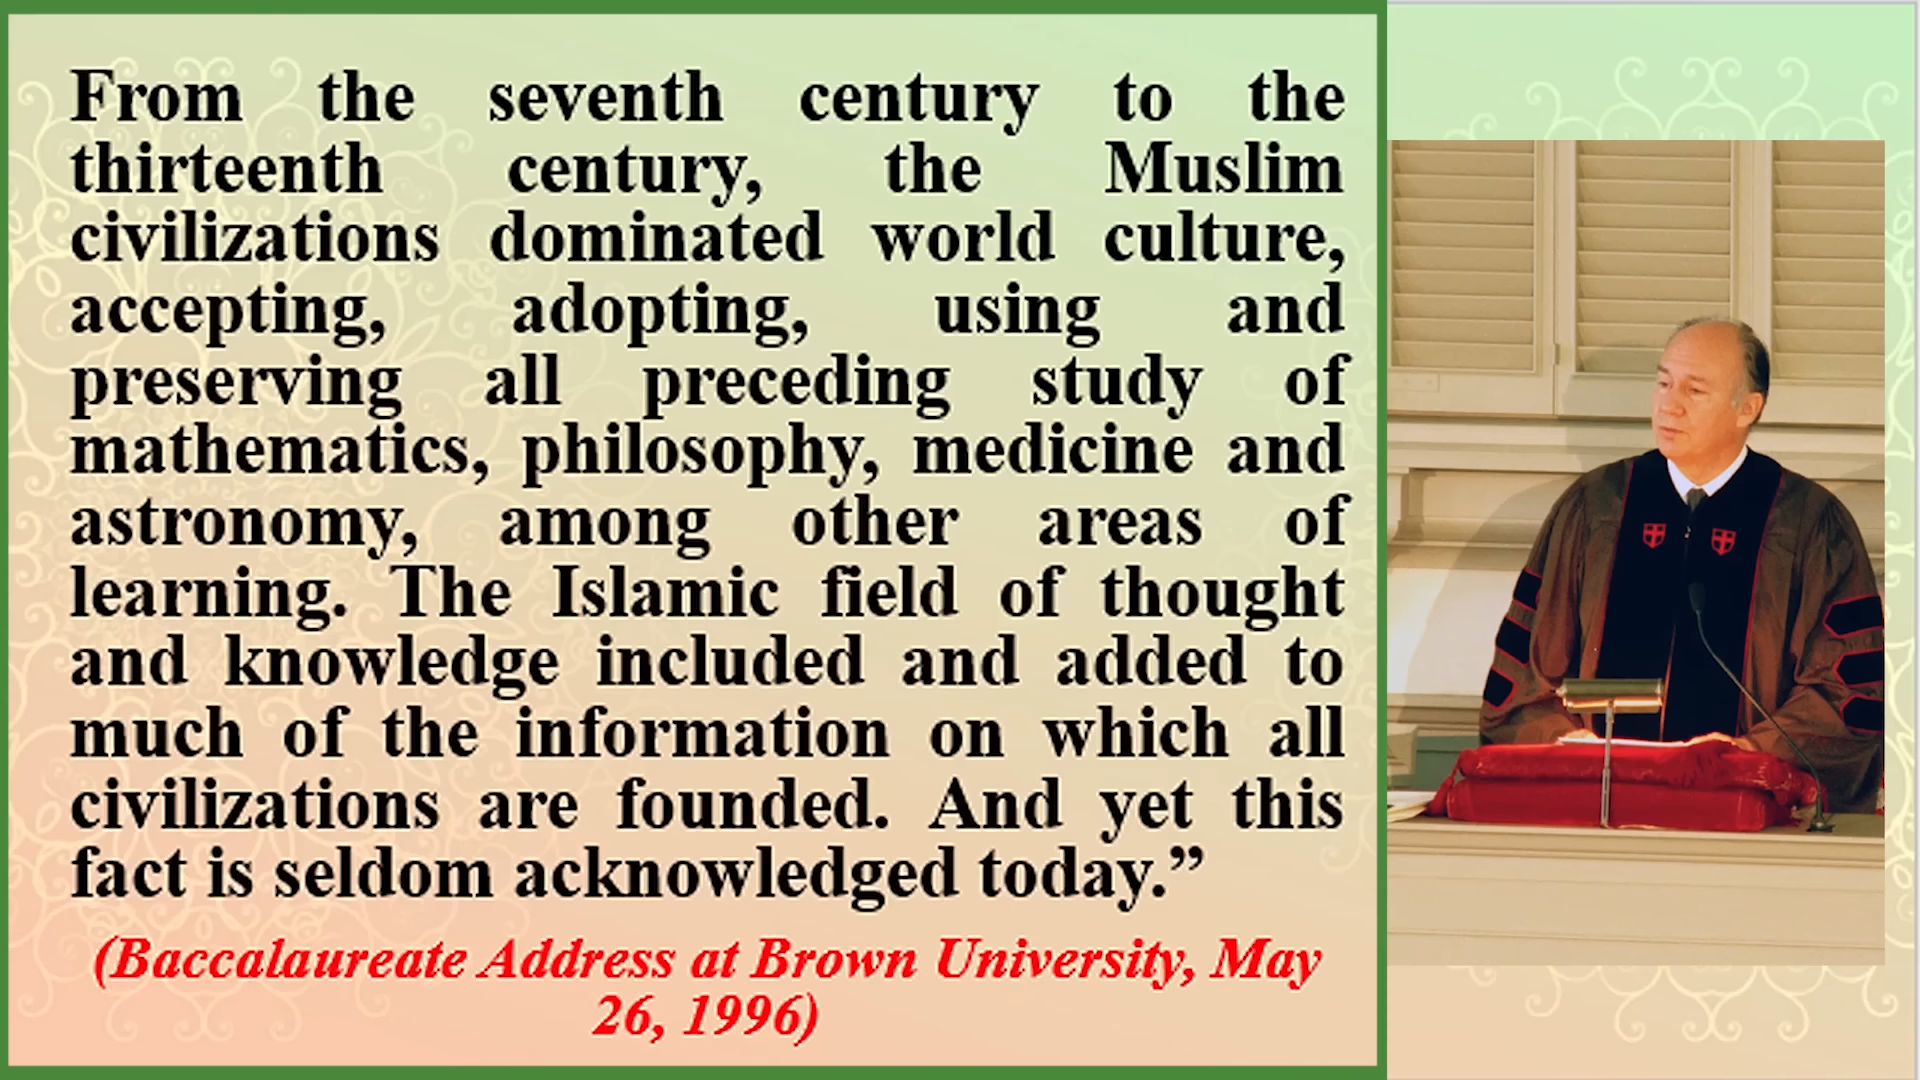 From the seventh century to the
thirteenth century, the Muslim
civilizations dominated world culture,
accepting, adopting, using and
preserving all preceding study of
mathematics, philosophy, medicine and
astronomy, among other areas of
learning. The Islamic field of thought
and knowledge included and added to
much of the information on which all
civilizations are founded. And yet this
fact is seldom acknowledged today.”
(Baccalaureate Address at Brown University, May
26, 1996)